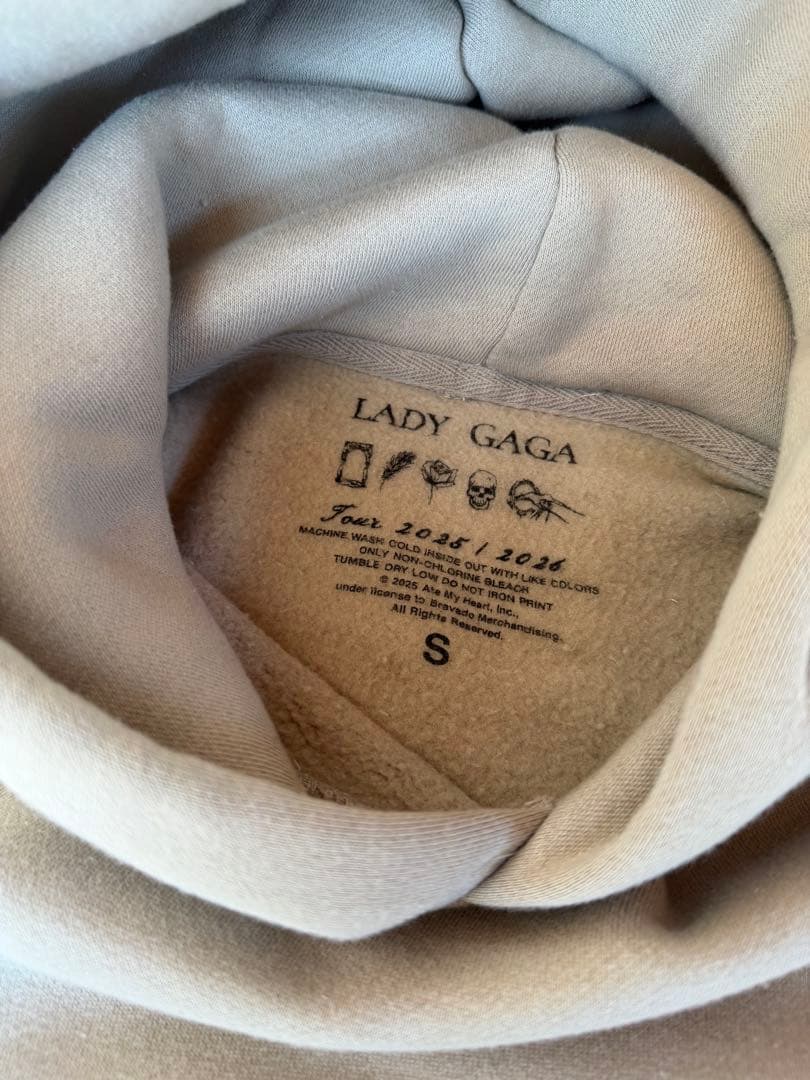 LADY GAGA
Tour 2025 / 2026
MACHINE WASH COLD INSIDE OUT WITH LIKE COLORS
ONLY NON-CHLORINE BLEACH
TUMBLE DRY LOW DO NOT IRON PRINT
© 2025 Ate My Heart, Inc.,
under license to Bravado Merchandising.
All Rights Reserved.
S